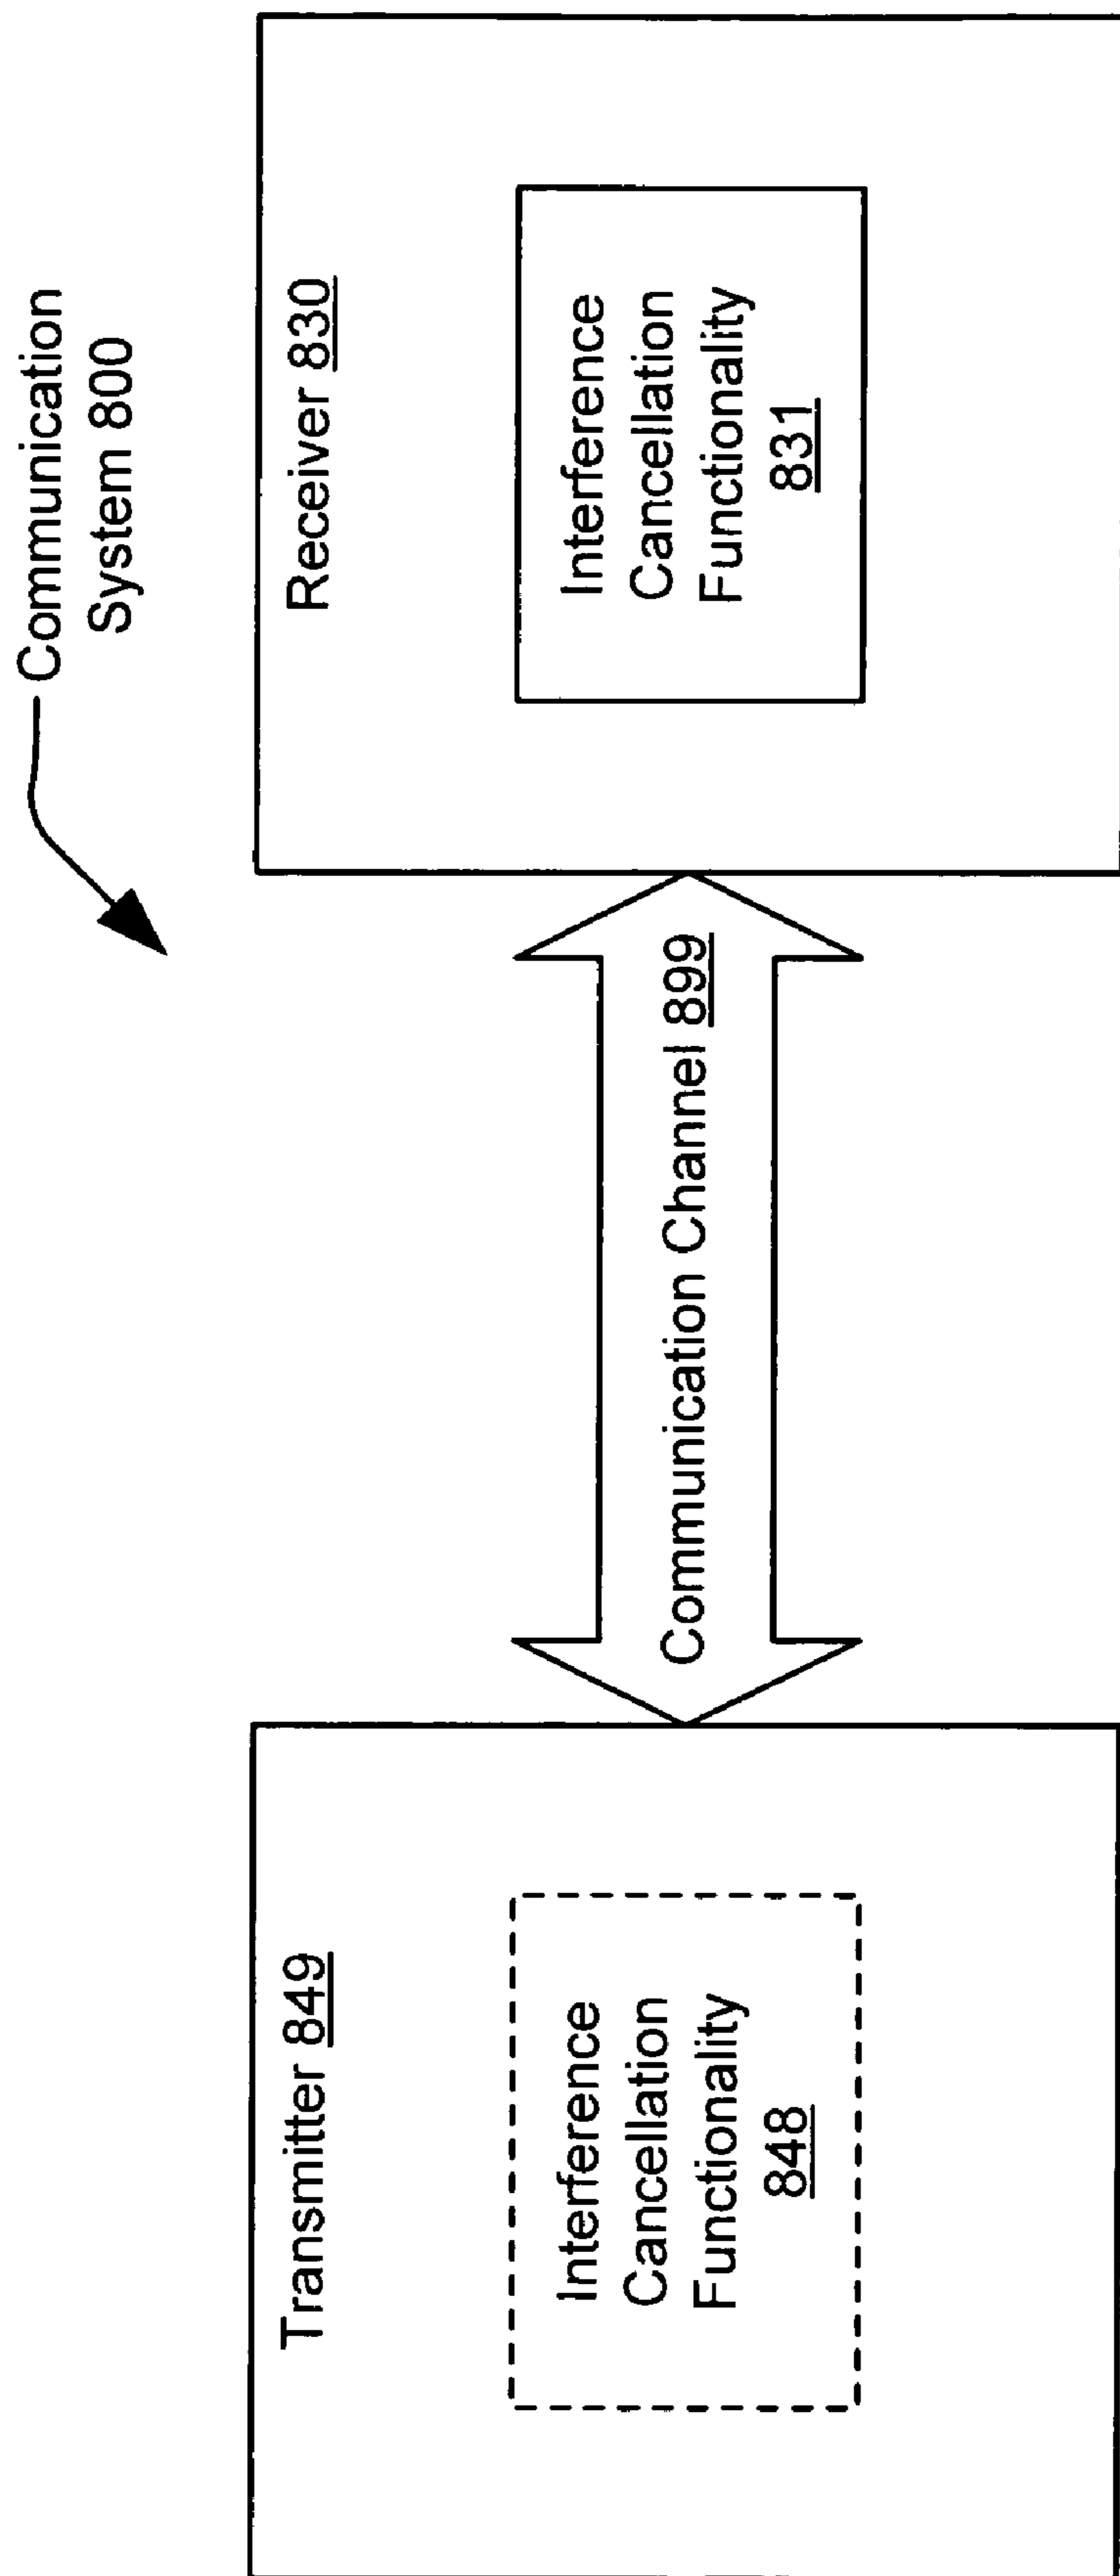 Communication
System 800
Transmitter 849
Interference
Cancellation
Functionality
848
Communication Channel 899
Receiver 830
Interference
Cancellation
Functionality
831